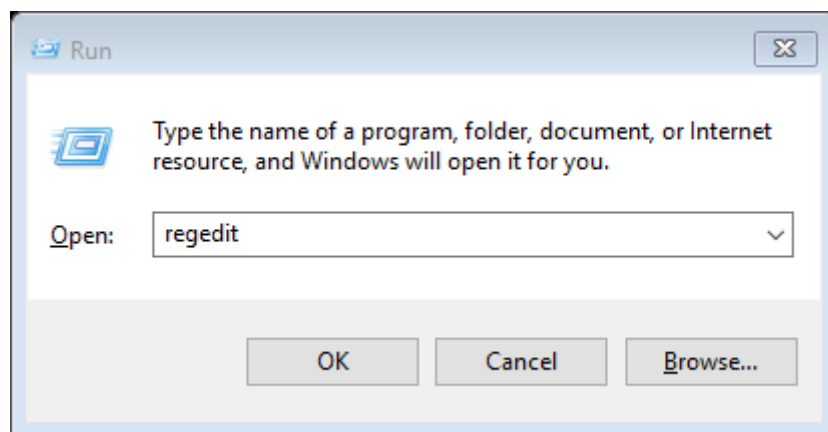 Run
Type the name of a program, folder, document, or Internet
resource, and Windows will open it for you.
Open: regedit
OK Cancel Browse...